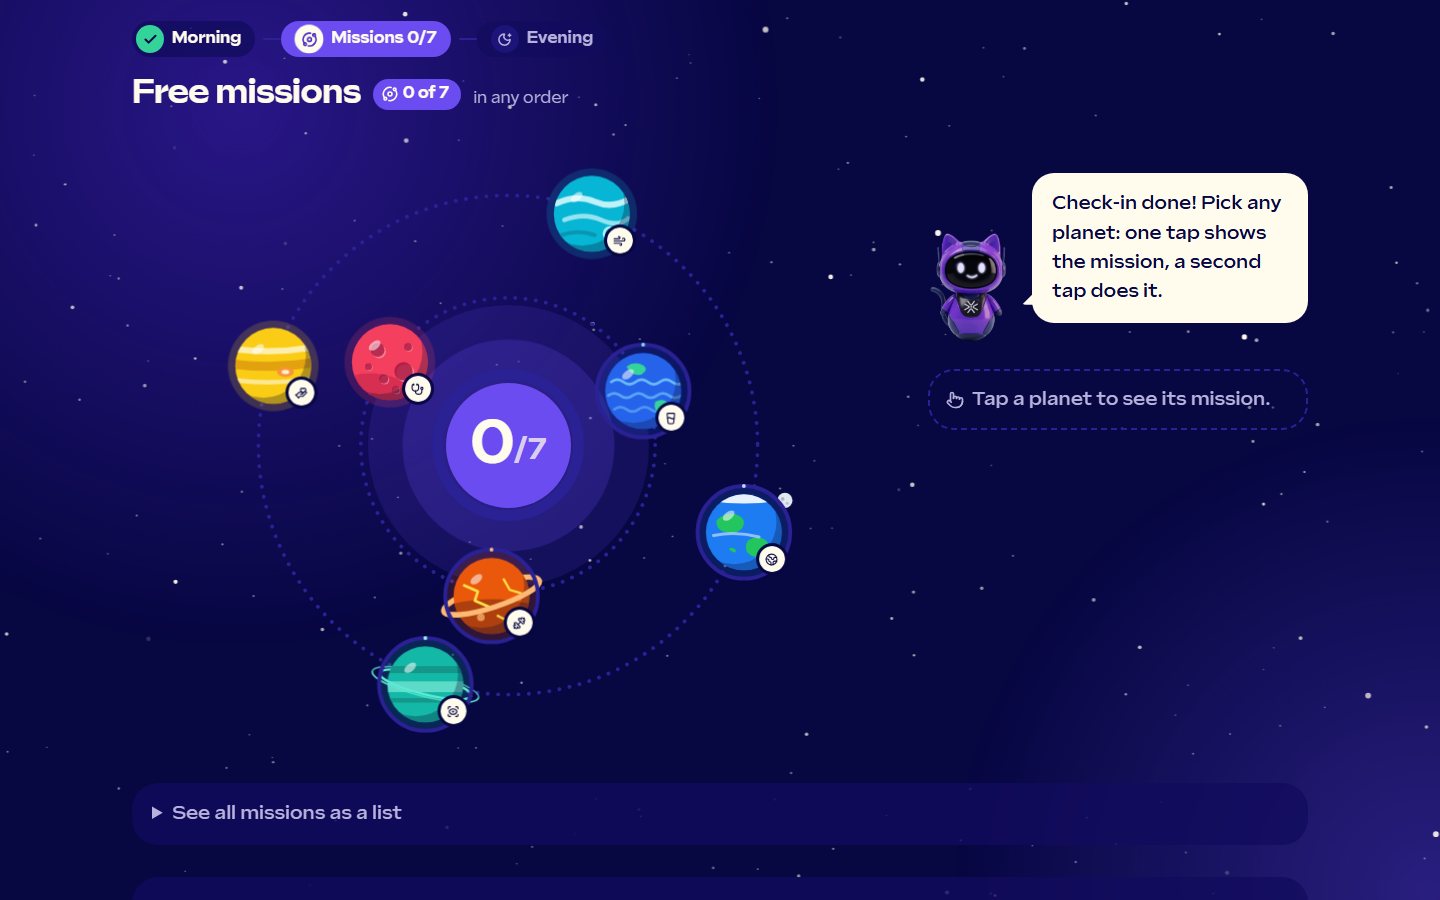 Morning
Missions 0/7
Evening
Free missions
0 of 7
in any order
Check-in done! Pick any
planet: one tap shows
the mission, a second
tap does it.
Tap a planet to see its mission.
0/7
See all missions as a list